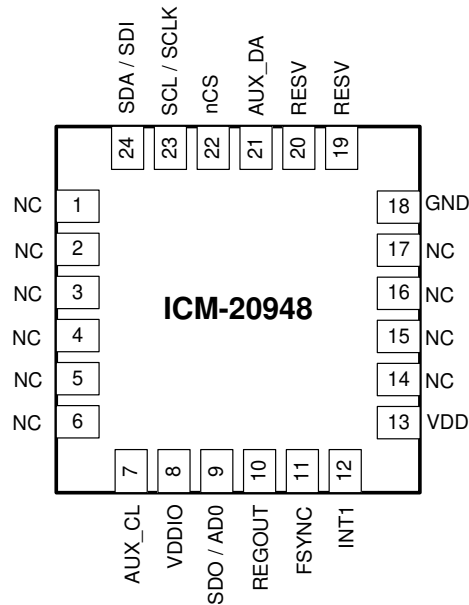 SDA / SDI
SCL / SCLK
nCS
AUX_DA
RESV
RESV
24
23
22
21
20
19
NC 1
NC 2
NC 3
NC 4
NC 5
NC 6
ICM-20948
18 GND
17 NC
16 NC
15 NC
14 NC
13 VDD
7
8
9
10
11
12
AUX_CL
VDDIO
SDO / AD0
REGOUT
FSYNC
INT1